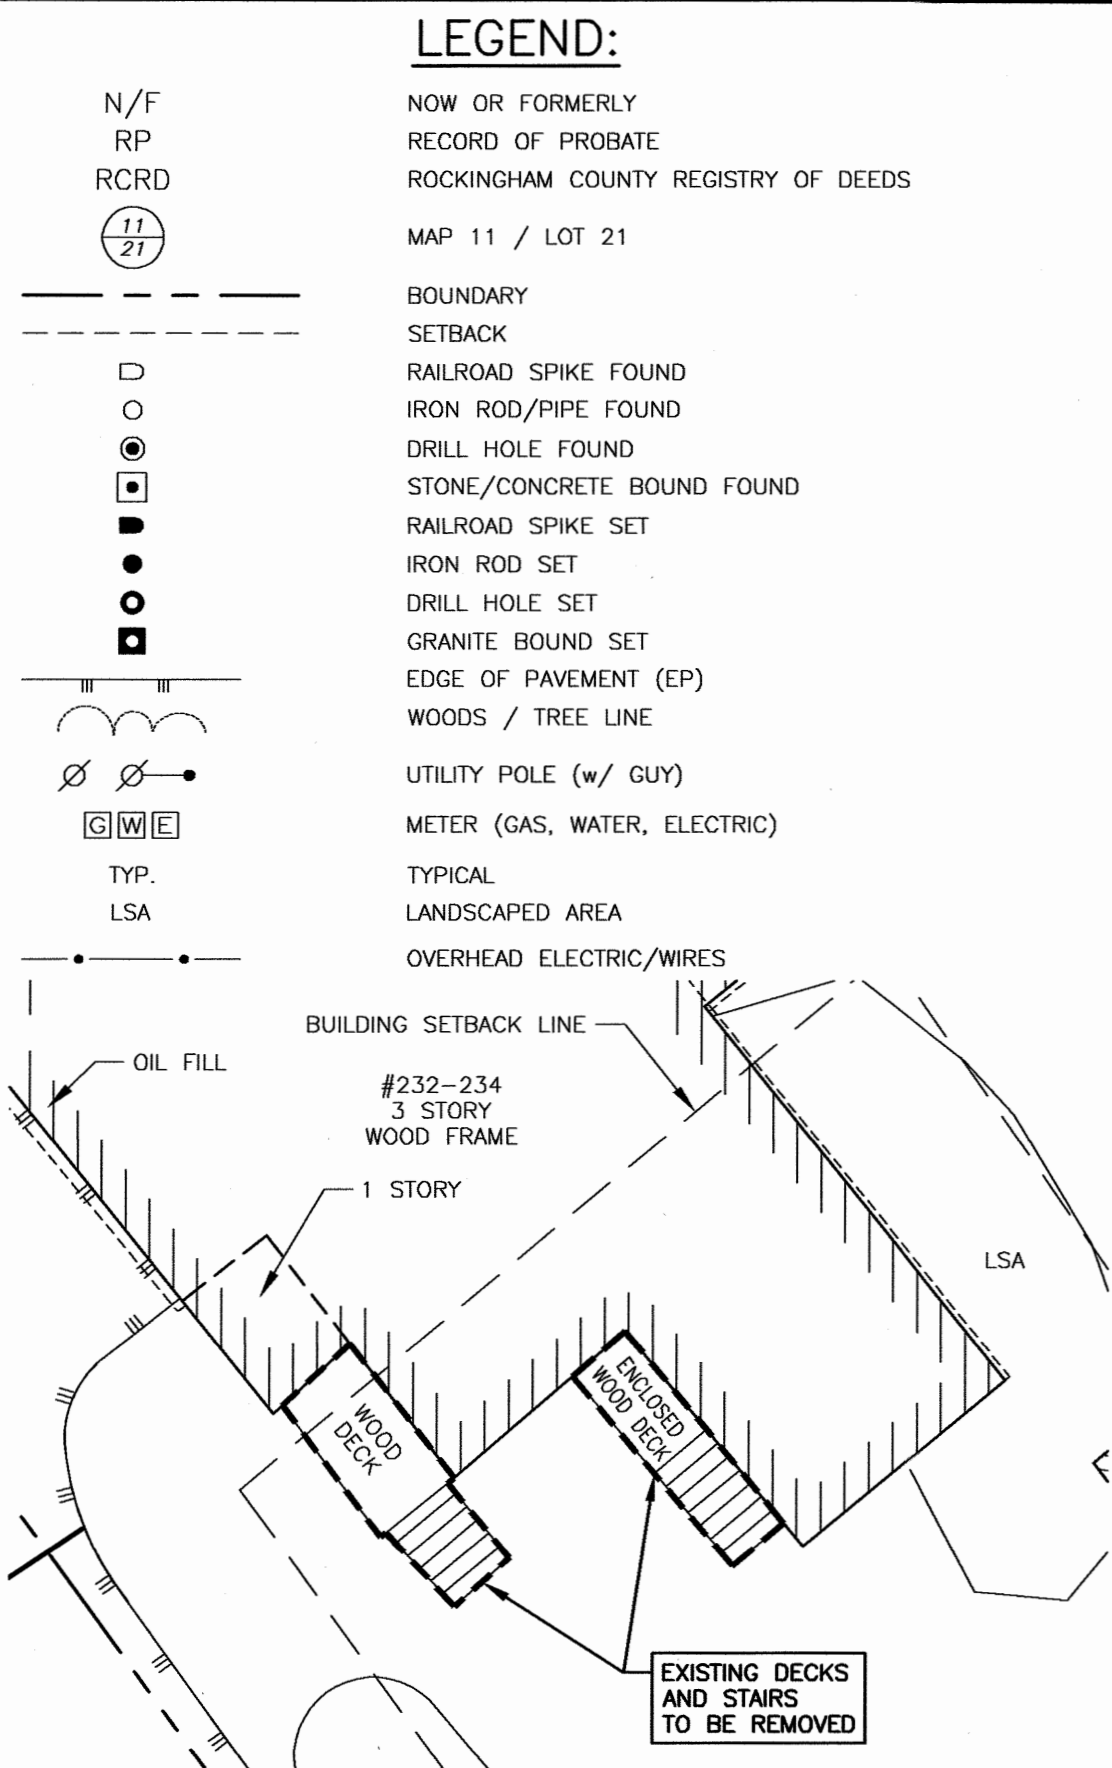 LEGEND:
N/F NOW OR FORMERLY
RP RECORD OF PROBATE
RCRD ROCKINGHAM COUNTY REGISTRY OF DEEDS
11
21
MAP 11 / LOT 21
BOUNDARY
SETBACK
RAILROAD SPIKE FOUND
IRON ROD/PIPE FOUND
DRILL HOLE FOUND
STONE/CONCRETE BOUND FOUND
RAILROAD SPIKE SET
IRON ROD SET
DRILL HOLE SET
GRANITE BOUND SET
EDGE OF PAVEMENT (EP)
WOODS / TREE LINE
UTILITY POLE (w/ GUY)
G W E METER (GAS, WATER, ELECTRIC)
TYP. TYPICAL
LSA LANDSCAPED AREA
OVERHEAD ELECTRIC/WIRES
BUILDING SETBACK LINE
OIL FILL
#232-234
3 STORY
WOOD FRAME
1 STORY
LSA
ENCLOSED
WOOD DECK
WOOD
DECK
EXISTING DECKS
AND STAIRS
TO BE REMOVED